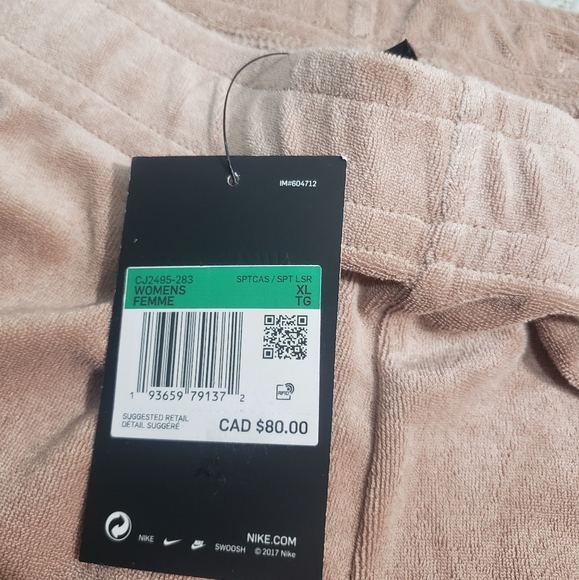 IM#604712
CJ2495-283 SPTCAS / SPT LSR
WOMENS XL
FEMME TG
1 93659 79137 2
RFID
SUGGESTED RETAIL
DÉTAIL SUGGÉRÉ
CAD $80.00
NIKE SWOOSH
NIKE.COM
© 2017 Nike